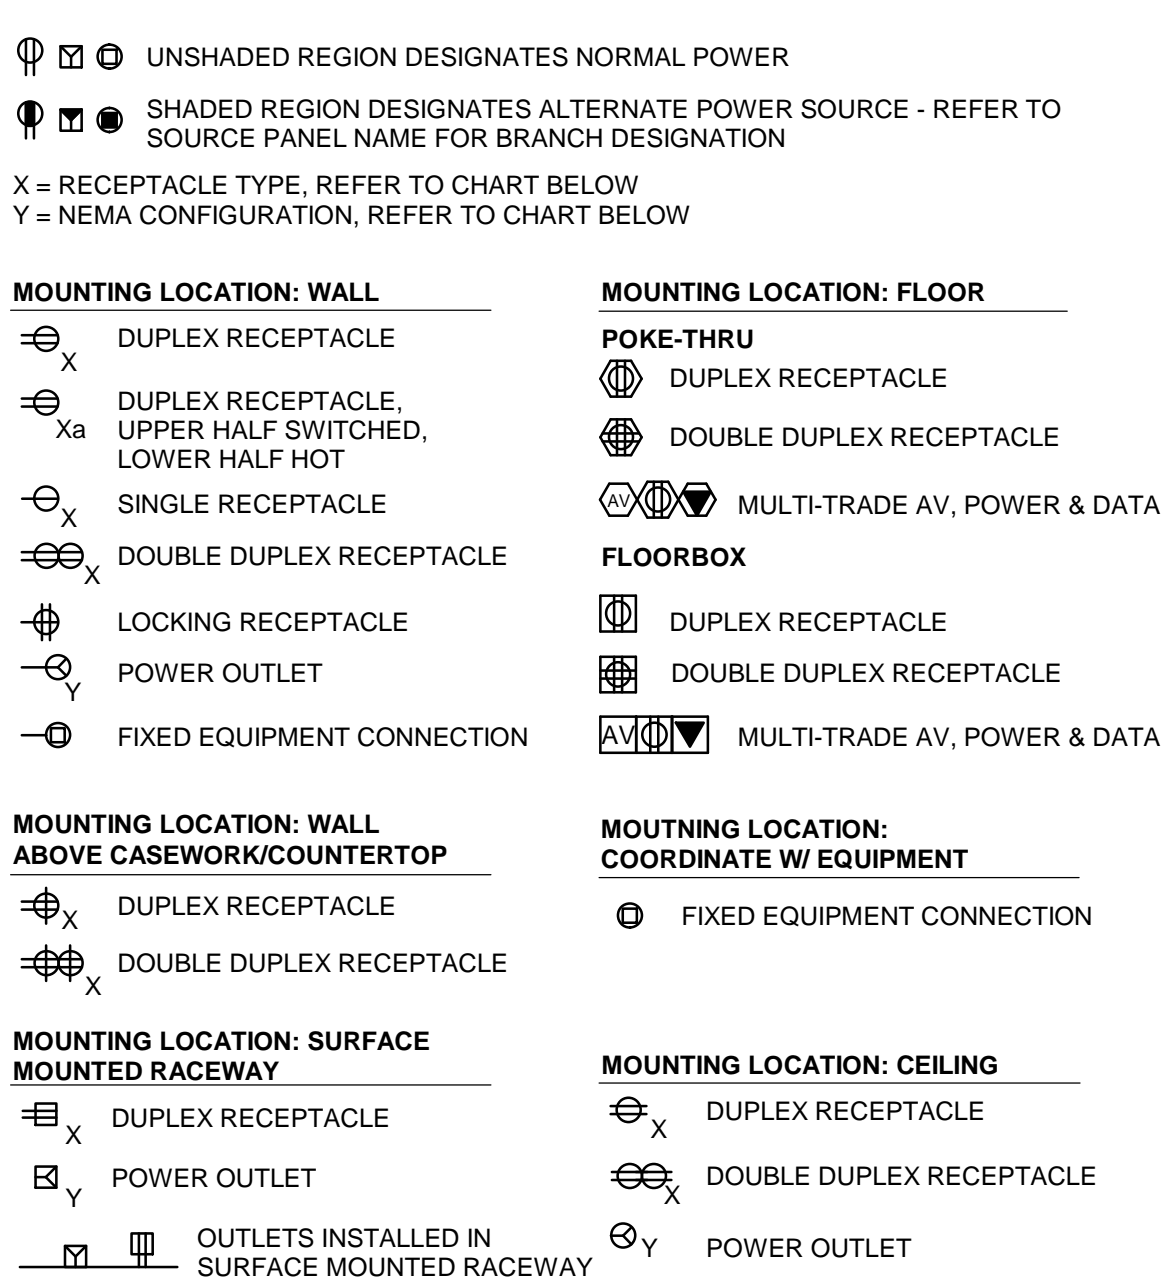 UNSHADED REGION DESIGNATES NORMAL POWER
SHADED REGION DESIGNATES ALTERNATE POWER SOURCE - REFER TO
SOURCE PANEL NAME FOR BRANCH DESIGNATION
X = RECEPTACLE TYPE, REFER TO CHART BELOW
Y = NEMA CONFIGURATION, REFER TO CHART BELOW
MOUNTING LOCATION: WALL
X DUPLEX RECEPTACLE
Xa DUPLEX RECEPTACLE,
UPPER HALF SWITCHED,
LOWER HALF HOT
X SINGLE RECEPTACLE
X DOUBLE DUPLEX RECEPTACLE
LOCKING RECEPTACLE
Y POWER OUTLET
FIXED EQUIPMENT CONNECTION
MOUNTING LOCATION: WALL
ABOVE CASEWORK/COUNTERTOP
X DUPLEX RECEPTACLE
X DOUBLE DUPLEX RECEPTACLE
MOUNTING LOCATION: SURFACE
MOUNTED RACEWAY
X DUPLEX RECEPTACLE
Y POWER OUTLET
OUTLETS INSTALLED IN
SURFACE MOUNTED RACEWAY
MOUNTING LOCATION: FLOOR
POKE-THRU
DUPLEX RECEPTACLE
DOUBLE DUPLEX RECEPTACLE
AV MULTI-TRADE AV, POWER & DATA
FLOORBOX
DUPLEX RECEPTACLE
DOUBLE DUPLEX RECEPTACLE
AV MULTI-TRADE AV, POWER & DATA
MOUTNING LOCATION:
COORDINATE W/ EQUIPMENT
FIXED EQUIPMENT CONNECTION
MOUNTING LOCATION: CEILING
X DUPLEX RECEPTACLE
X DOUBLE DUPLEX RECEPTACLE
Y POWER OUTLET